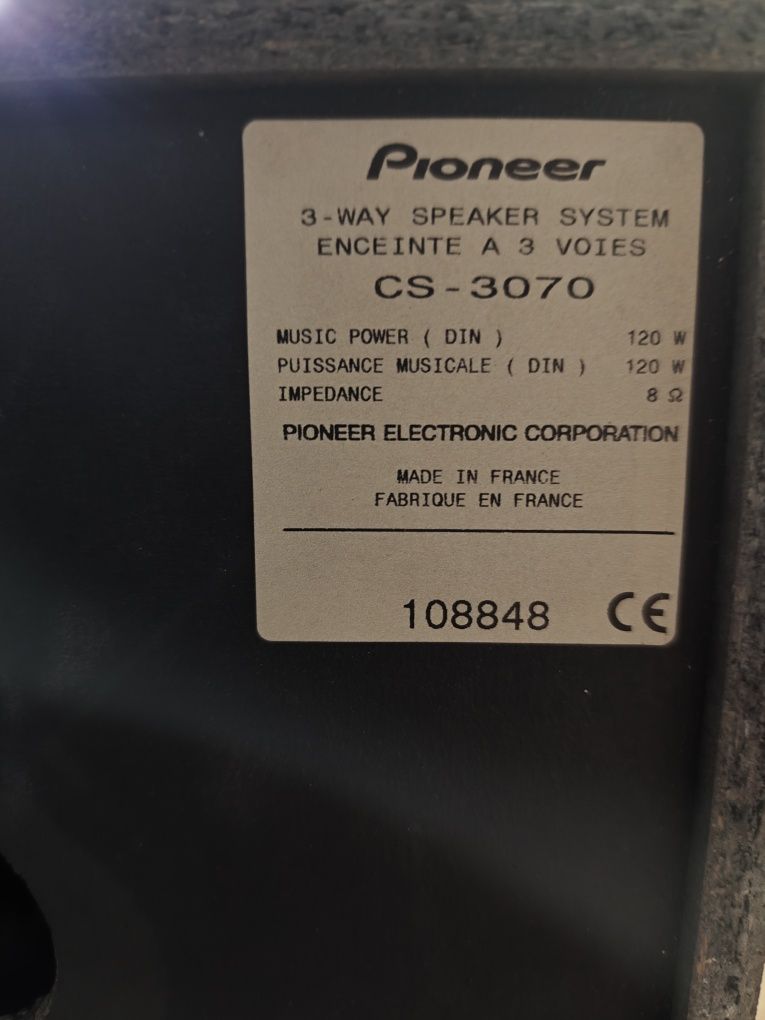 Pioneer
3-WAY SPEAKER SYSTEM
ENCEINTE A 3 VOIES
CS-3070
MUSIC POWER ( DIN ) 120 W
PUISSANCE MUSICALE ( DIN ) 120 W
IMPEDANCE 8 Ω
PIONEER ELECTRONIC CORPORATION
MADE IN FRANCE
FABRIQUE EN FRANCE
108848 CE